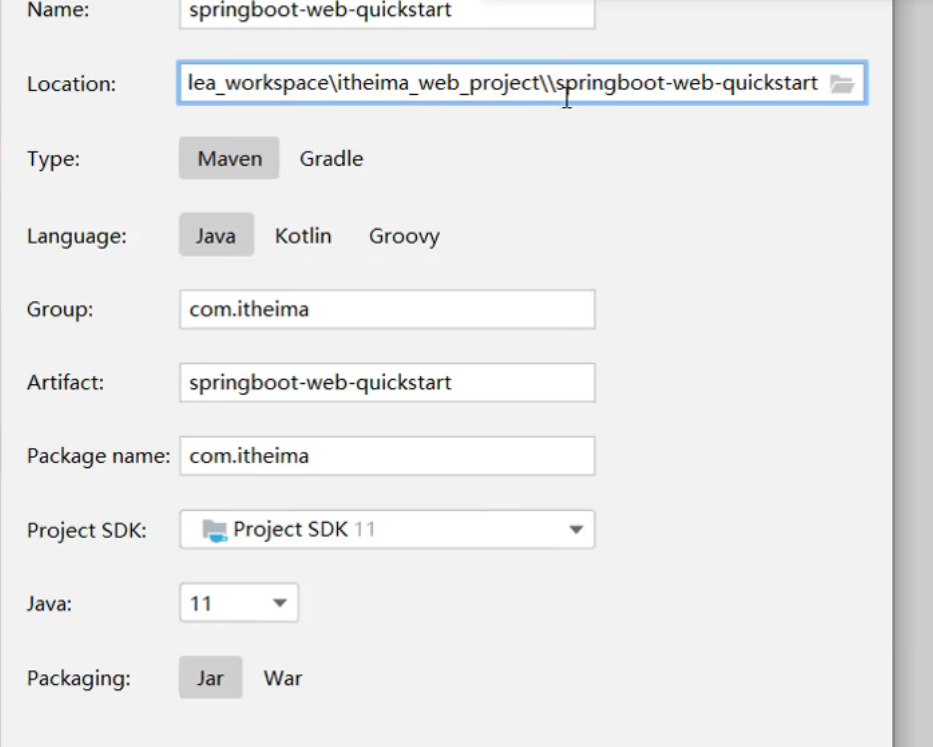 Name: springboot-web-quickstart
Location: lea_workspace\itheima_web_project\\springboot-web-quickstart
Type: Maven Gradle
Language: Java Kotlin Groovy
Group: com.itheima
Artifact: springboot-web-quickstart
Package name: com.itheima
Project SDK: Project SDK 11
Java: 11
Packaging: Jar War